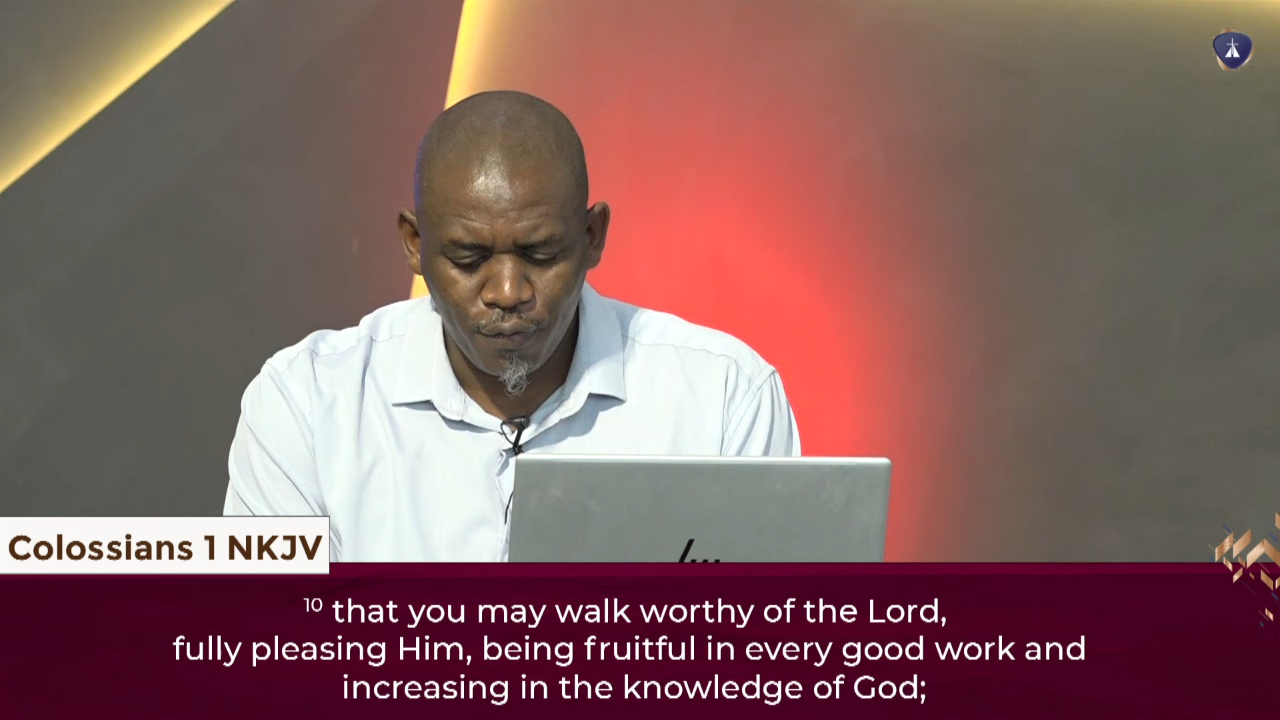 Colossians 1 NKJV
¹⁰ that you may walk worthy of the Lord,
fully pleasing Him, being fruitful in every good work and
increasing in the knowledge of God;